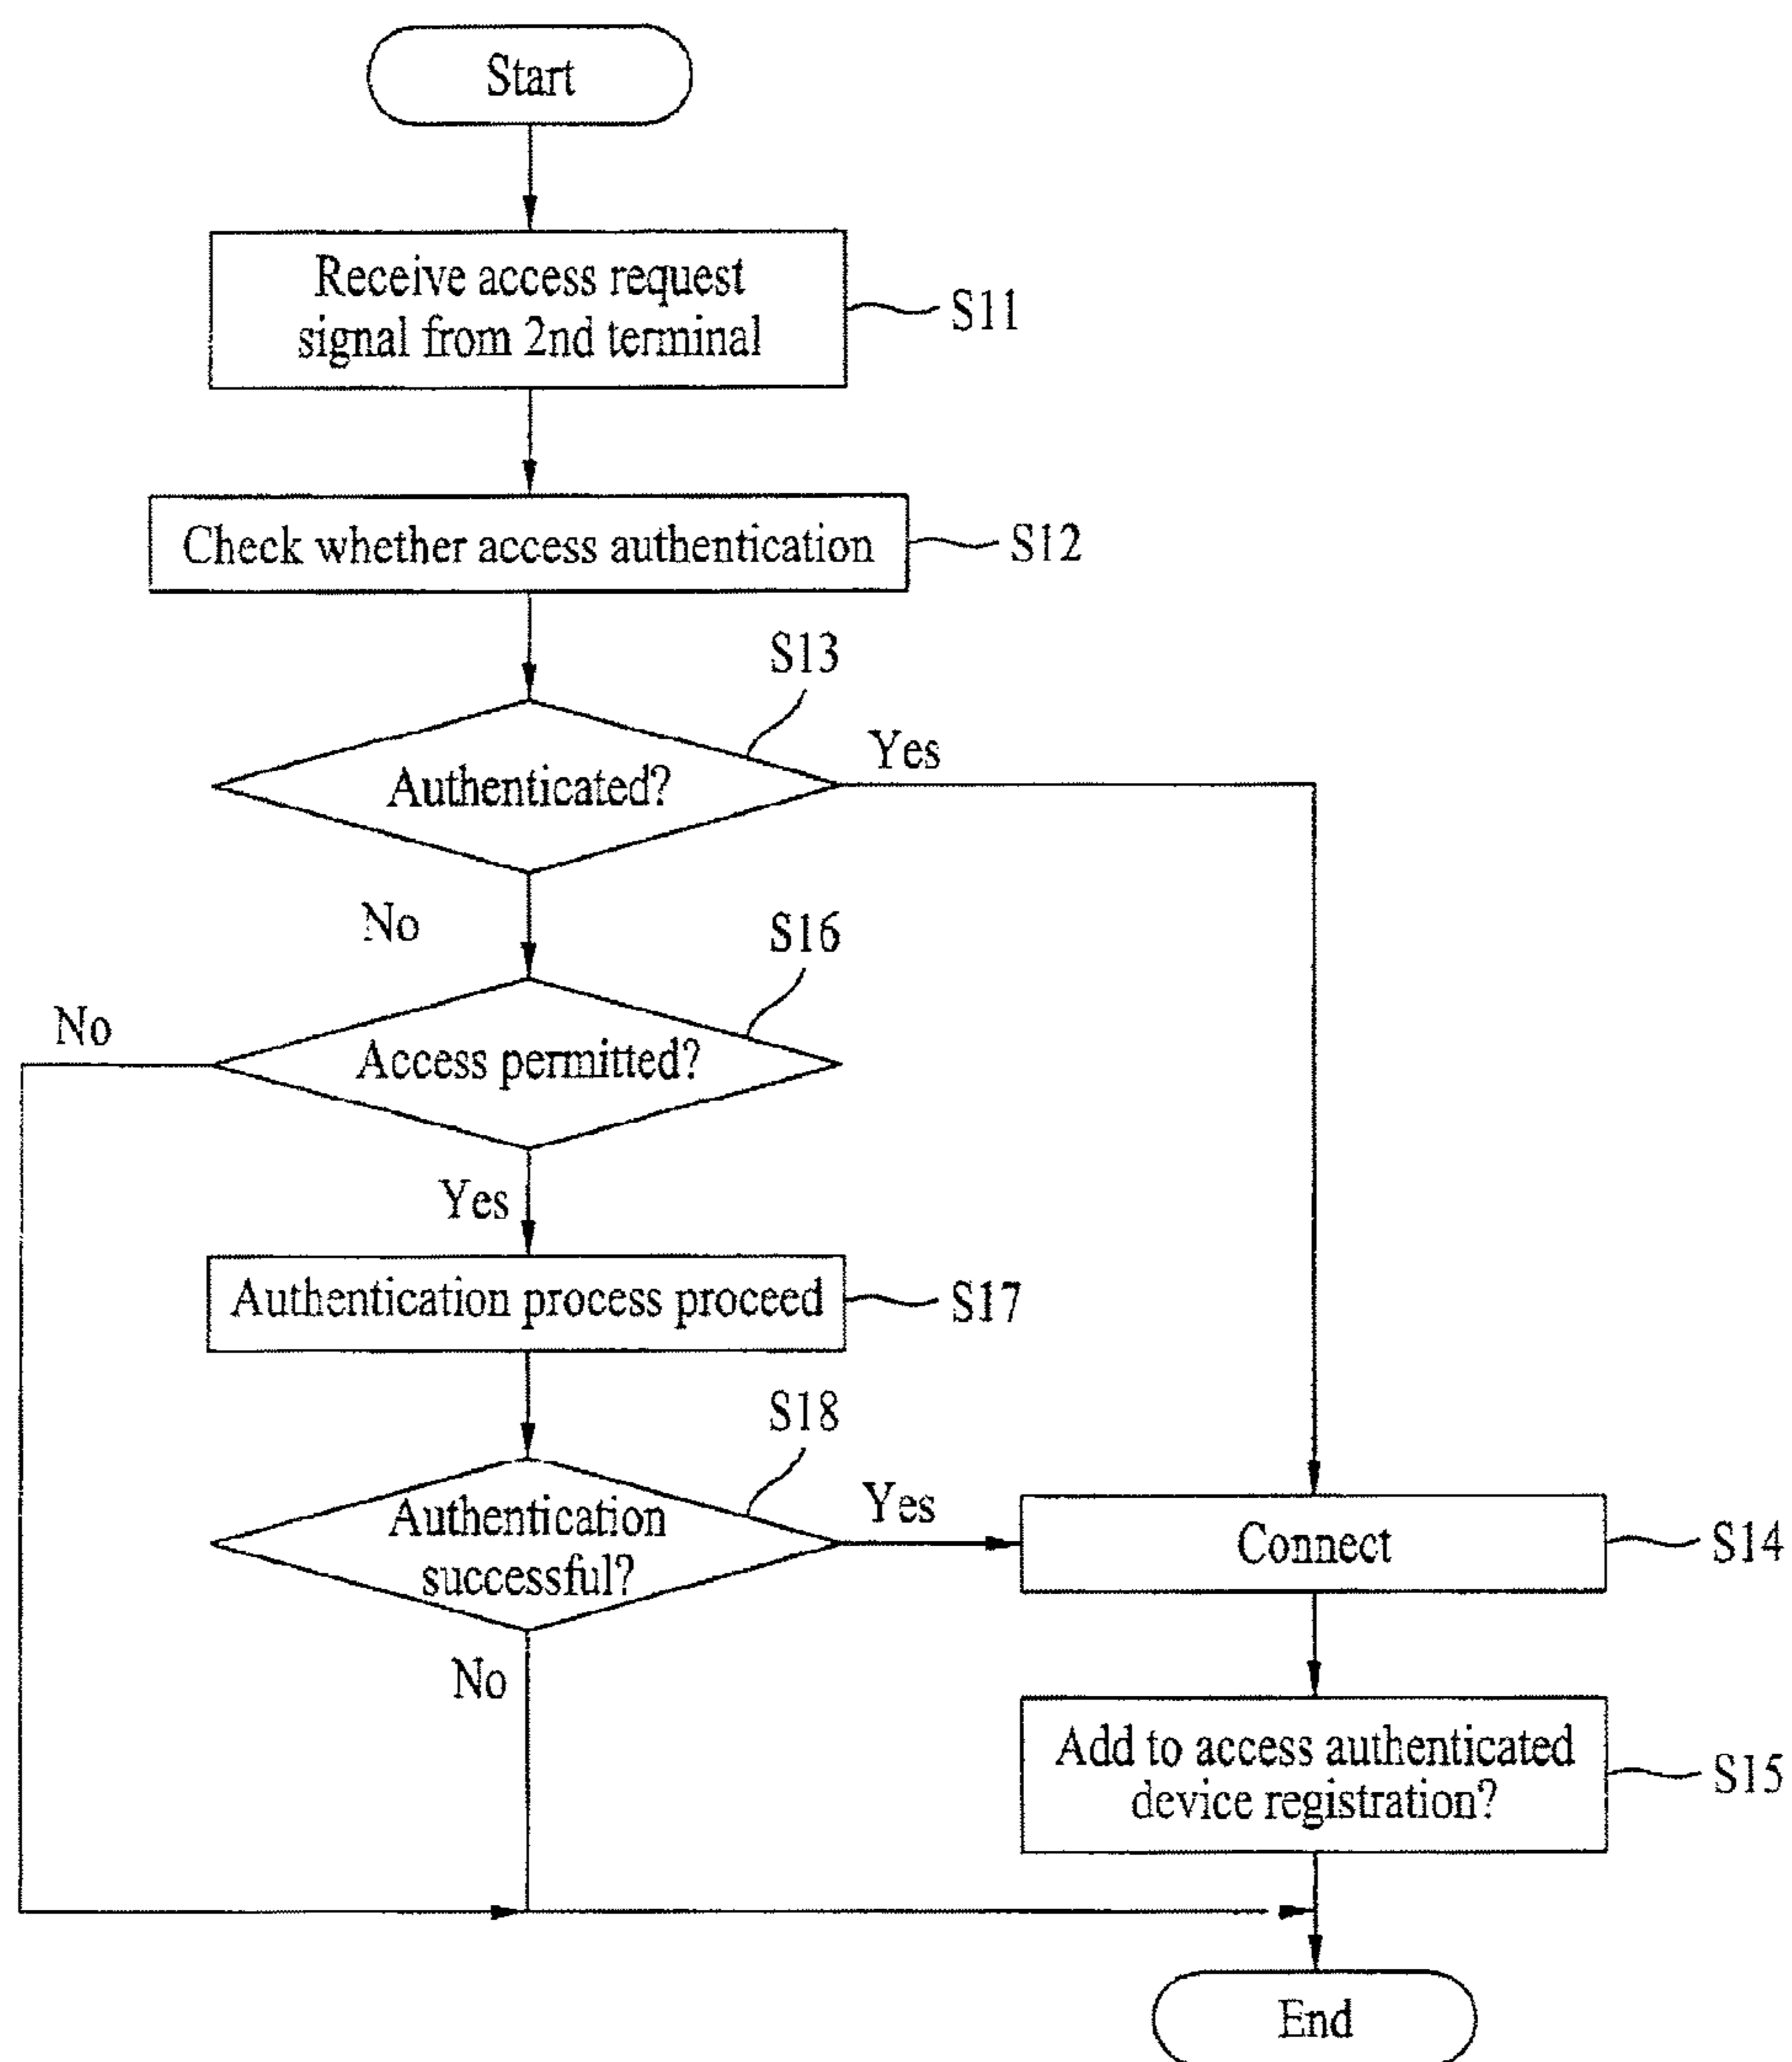 Start
Receive access request
signal from 2nd terminal
S11
Check whether access authentication
S12
S13
Authenticated?
Yes
No
S16
No
Access permitted?
Yes
Authentication process proceed
S17
S18
Authentication
successful?
Yes
Connect
S14
No
Add to access authenticated
device registration?
S15
End